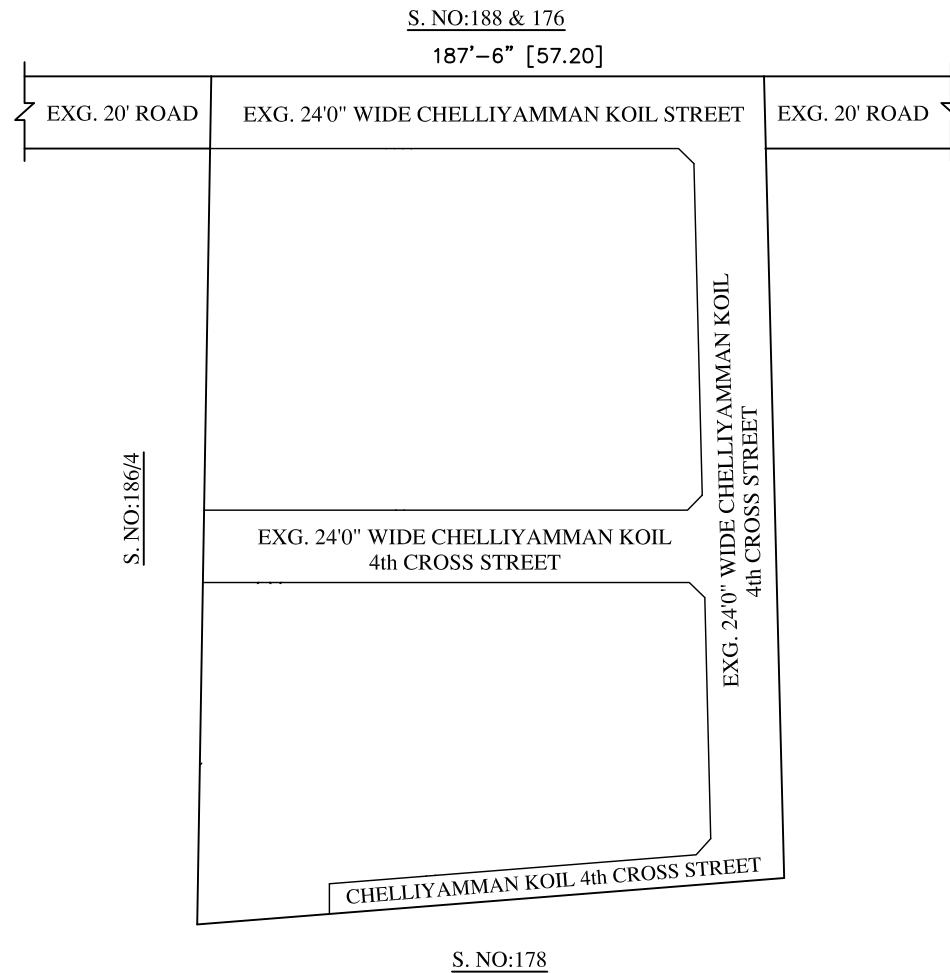 S. NO:188 & 176
187'-6" [57.20]
EXG. 20' ROAD
EXG. 24'0" WIDE CHELLIYAMMAN KOIL STREET
EXG. 20' ROAD
EXG. 24'0" WIDE CHELLIYAMMAN KOIL
4th CROSS STREET
S. NO:186/4
EXG. 24'0" WIDE CHELLIYAMMAN KOIL
4th CROSS STREET
CHELLIYAMMAN KOIL 4th CROSS STREET
S. NO:178